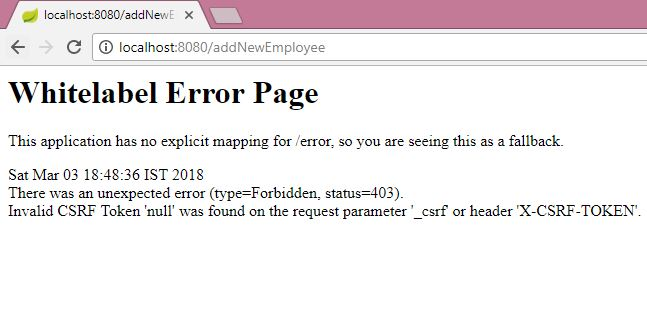 localhost:8080/addNewE
localhost:8080/addNewEmployee
Whitelabel Error Page
This application has no explicit mapping for /error, so you are seeing this as a fallback.
Sat Mar 03 18:48:36 IST 2018
There was an unexpected error (type=Forbidden, status=403).
Invalid CSRF Token 'null' was found on the request parameter '_csrf' or header 'X-CSRF-TOKEN'.